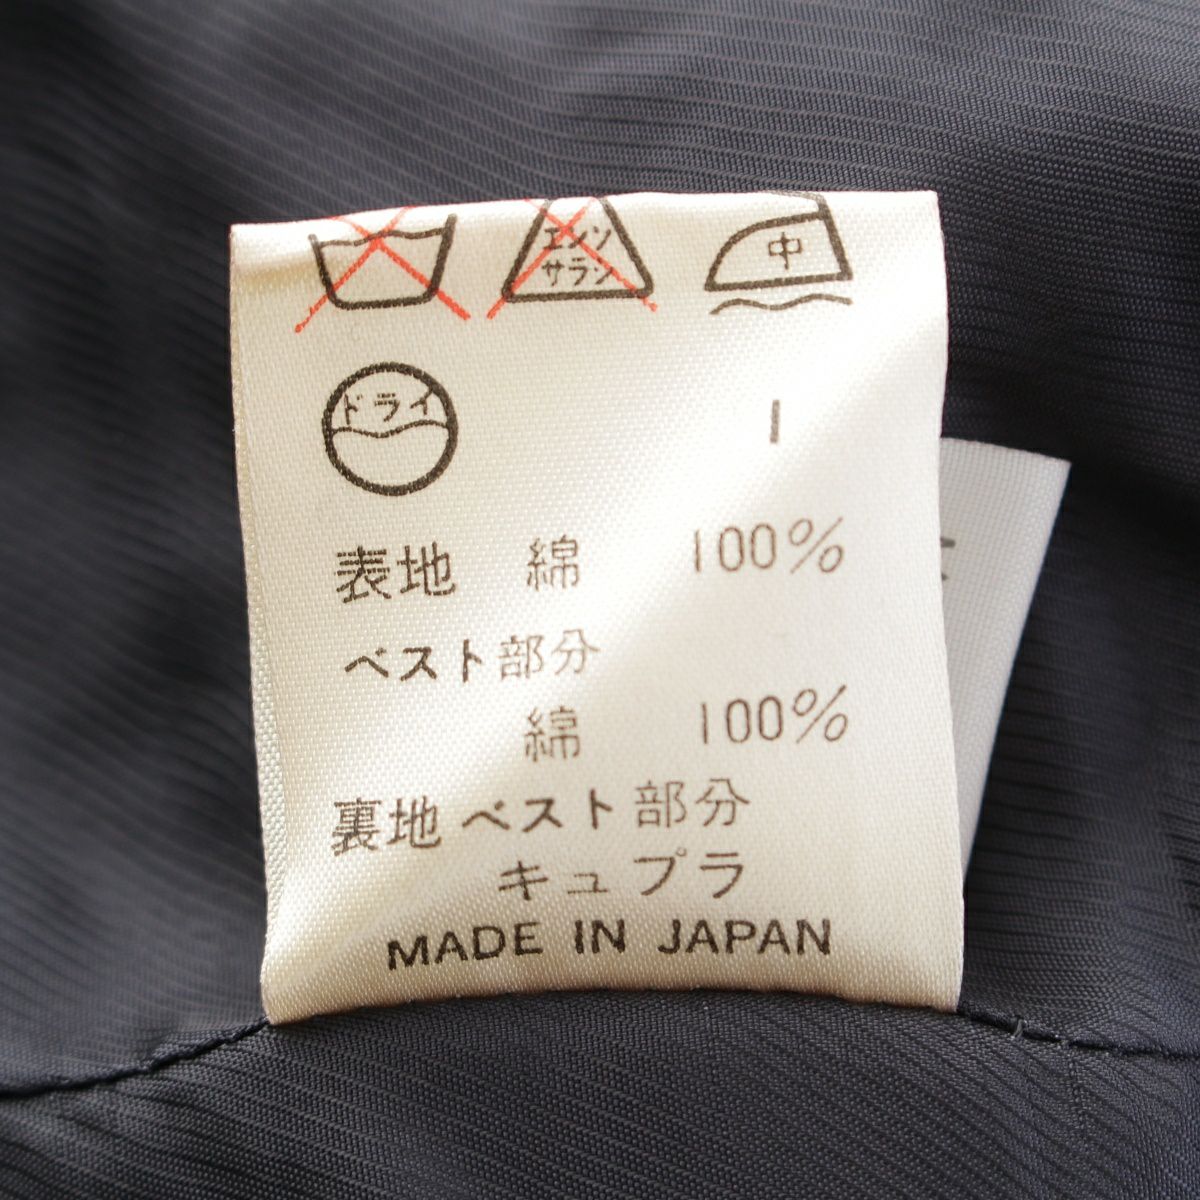 エンソ
サラシ
中
ドライ
I
表地 綿 100%
ベスト部分
綿 100%
裏地 ベスト部分
キュプラ
MADE IN JAPAN